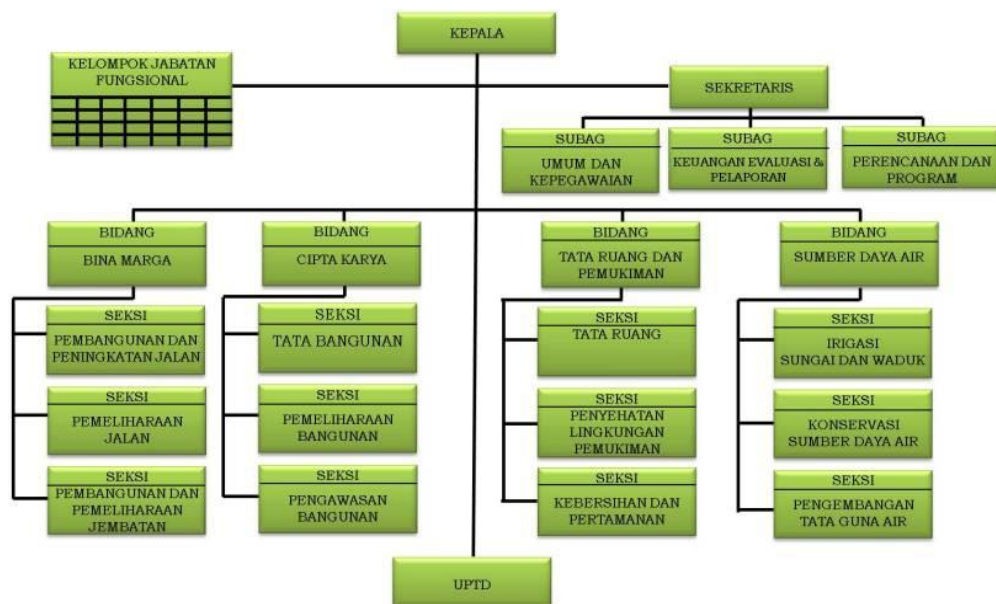 KEPALA
KELOMPOK JABATAN
FUNGSIONAL
SEKRETARIS
SUBAG
UMUM DAN
KEPEGAWAIAN
SUBAG
KEUANGAN EVALUASI &
PELAPORAN
SUBAG
PERENCANAAN DAN
PROGRAM
BIDANG
BINA MARGA
BIDANG
CIPTA KARYA
BIDANG
TATA RUANG DAN
PEMUKIMAN
BIDANG
SUMBER DAYA AIR
SEKSI
PEMBANGUNAN DAN
PENINGKATAN JALAN
SEKSI
PEMELIHARAAN
JALAN
SEKSI
PEMBANGUNAN DAN
PEMELIHARAAN
JEMBATAN
SEKSI
TATA BANGUNAN
SEKSI
PEMELIHARAAN
BANGUNAN
SEKSI
PENGAWASAN
BANGUNAN
SEKSI
TATA RUANG
SEKSI
PENYEHATAN
LINGKUNGAN
PEMUKIMAN
SEKSI
KEBERSIHAN DAN
PERTAMANAN
SEKSI
IRIGASI
SUNGAI DAN WADUK
SEKSI
KONSERVASI
SUMBER DAYA AIR
SEKSI
PENGEMBANGAN
TATA GUNA AIR
UPTD